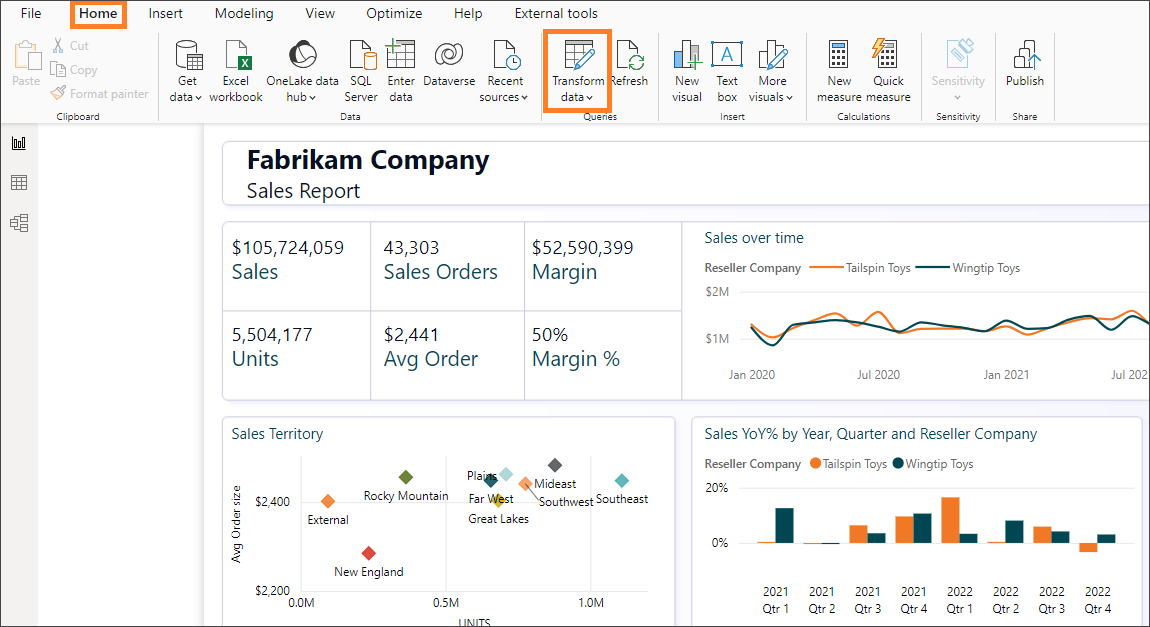 File Home Insert Modeling View Optimize Help External tools
Paste
Cut
Copy
Format painter
Clipboard
Get data
Excel workbook
OneLake data hub
SQL Server
Enter data
Dataverse
Recent sources
Data
Transform data
Refresh
Queries
New visual
Text box
More visuals
Insert
New measure
Quick measure
Calculations
Sensitivity
Sensitivity
Publish
Share
Fabrikam Company
Sales Report
$105,724,059
Sales
43,303
Sales Orders
$52,590,399
Margin
5,504,177
Units
$2,441
Avg Order
50%
Margin %
Sales over time
Reseller Company Tailspin Toys Wingtip Toys
$2M
$1M
Jan 2020 Jul 2020 Jan 2021 Jul 202
Sales Territory
Avg Order size
$2,400
$2,200
Plains
Mideast
Rocky Mountain
Far West
Southwest
Southeast
External
Great Lakes
New England
0.0M 0.5M 1.0M
UNITS
Sales YoY% by Year, Quarter and Reseller Company
Reseller Company Tailspin Toys Wingtip Toys
20%
0%
2021 2021 2021 2021 2022 2022 2022 2022
Qtr 1 Qtr 2 Qtr 3 Qtr 4 Qtr 1 Qtr 2 Qtr 3 Qtr 4